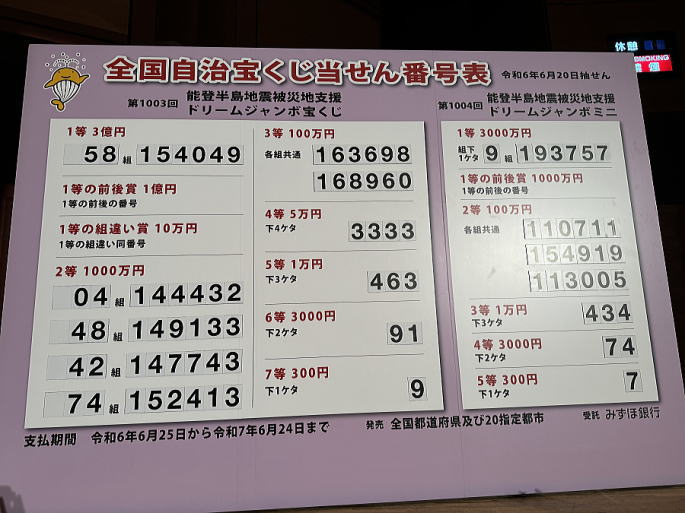 休憩
SMOKING
全国自治宝くじ当せん番号表 令和6年6月20日抽せん
第1003回 能登半島地震被災地支援
ドリームジャンボ宝くじ
1等 3億円
58組 154049
1等の前後賞 1億円
1等の前後の番号
1等の組違い賞 10万円
1等の組違い同番号
2等 1000万円
04組 144432
48組 149133
42組 147743
74組 152413
3等 100万円
各組共通 163698
168960
4等 5万円
下4ケタ 3333
5等 1万円
下3ケタ 463
6等 3000円
下2ケタ 91
7等 300円
下1ケタ 9
第1004回 能登半島地震被災地支援
ドリームジャンボミニ
1等 3000万円
組下1ケタ 9組 193757
1等の前後賞 1000万円
1等の前後の番号
2等 100万円
各組共通 110711
154919
113005
3等 1万円
下3ケタ 434
4等 3000円
下2ケタ 74
5等 300円
下1ケタ 7
支払期間 令和6年6月25日から令和7年6月24日まで
発売 全国都道府県及び20指定都市
受託 みずほ銀行